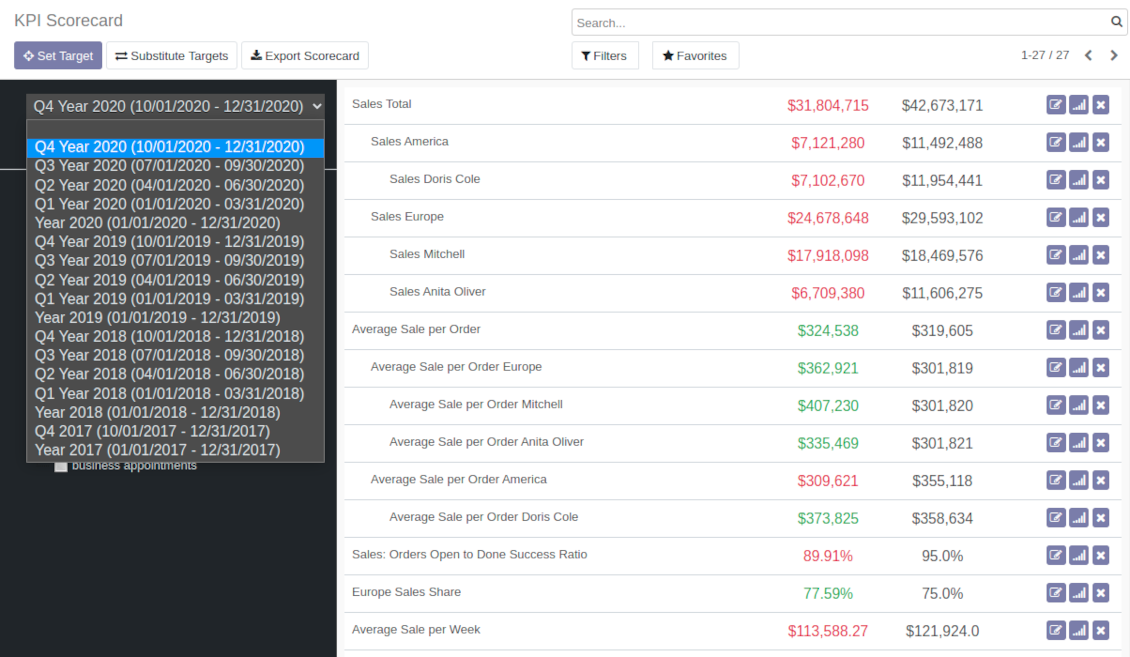 KPI Scorecard
Search...
Set Target Substitute Targets Export Scorecard Filters Favorites 1-27 / 27
Q4 Year 2020 (10/01/2020 - 12/31/2020)
Q4 Year 2020 (10/01/2020 - 12/31/2020)
Q3 Year 2020 (07/01/2020 - 09/30/2020)
Q2 Year 2020 (04/01/2020 - 06/30/2020)
Q1 Year 2020 (01/01/2020 - 03/31/2020)
Year 2020 (01/01/2020 - 12/31/2020)
Q4 Year 2019 (10/01/2019 - 12/31/2019)
Q3 Year 2019 (07/01/2019 - 09/30/2019)
Q2 Year 2019 (04/01/2019 - 06/30/2019)
Q1 Year 2019 (01/01/2019 - 03/31/2019)
Year 2019 (01/01/2019 - 12/31/2019)
Q4 Year 2018 (10/01/2018 - 12/31/2018)
Q3 Year 2018 (07/01/2018 - 09/30/2018)
Q2 Year 2018 (04/01/2018 - 06/30/2018)
Q1 Year 2018 (01/01/2018 - 03/31/2018)
Year 2018 (01/01/2018 - 12/31/2018)
Q4 2017 (10/01/2017 - 12/31/2017)
Year 2017 (01/01/2017 - 12/31/2017)
business appointments
Sales Total $31,804,715 $42,673,171
Sales America $7,121,280 $11,492,488
Sales Doris Cole $7,102,670 $11,954,441
Sales Europe $24,678,648 $29,593,102
Sales Mitchell $17,918,098 $18,469,576
Sales Anita Oliver $6,709,380 $11,606,275
Average Sale per Order $324,538 $319,605
Average Sale per Order Europe $362,921 $301,819
Average Sale per Order Mitchell $407,230 $301,820
Average Sale per Order Anita Oliver $335,469 $301,821
Average Sale per Order America $309,621 $355,118
Average Sale per Order Doris Cole $373,825 $358,634
Sales: Orders Open to Done Success Ratio 89.91% 95.0%
Europe Sales Share 77.59% 75.0%
Average Sale per Week $113,588.27 $121,924.0